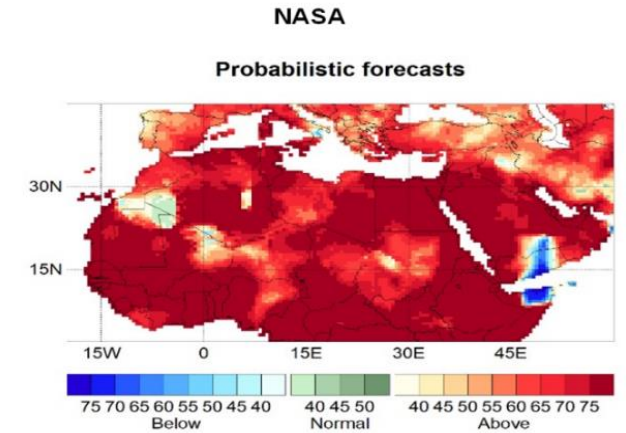 NASA
Probabilistic forecasts
30N
15N
15W 0 15E 30E 45E
75 70 65 60 55 50 45 40 40 45 50 40 45 50 55 60 65 70 75
Below Normal Above